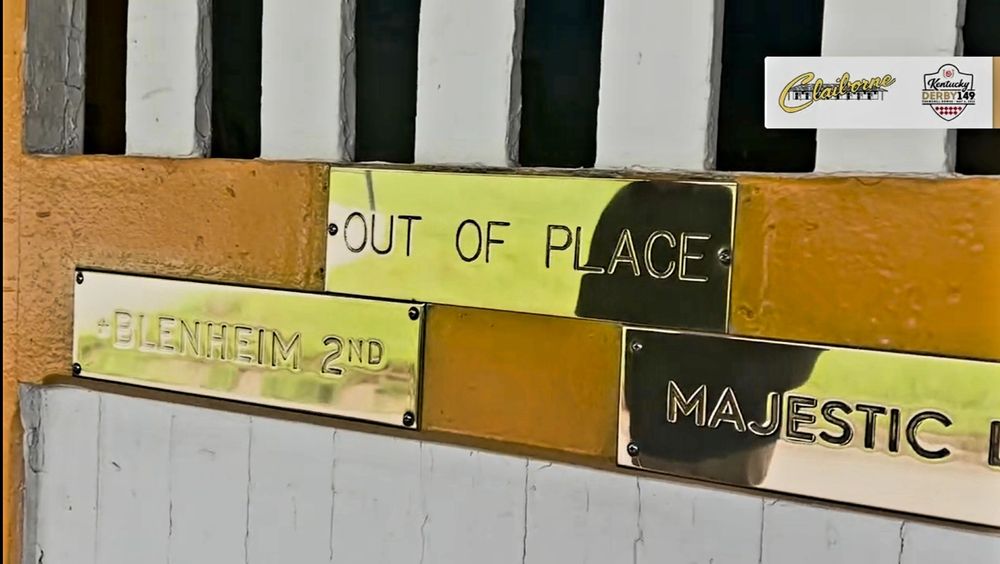 Claiborne
Kentucky
DERBY 149
OUT OF PLACE
+BLENHEIM 2ND
MAJESTIC